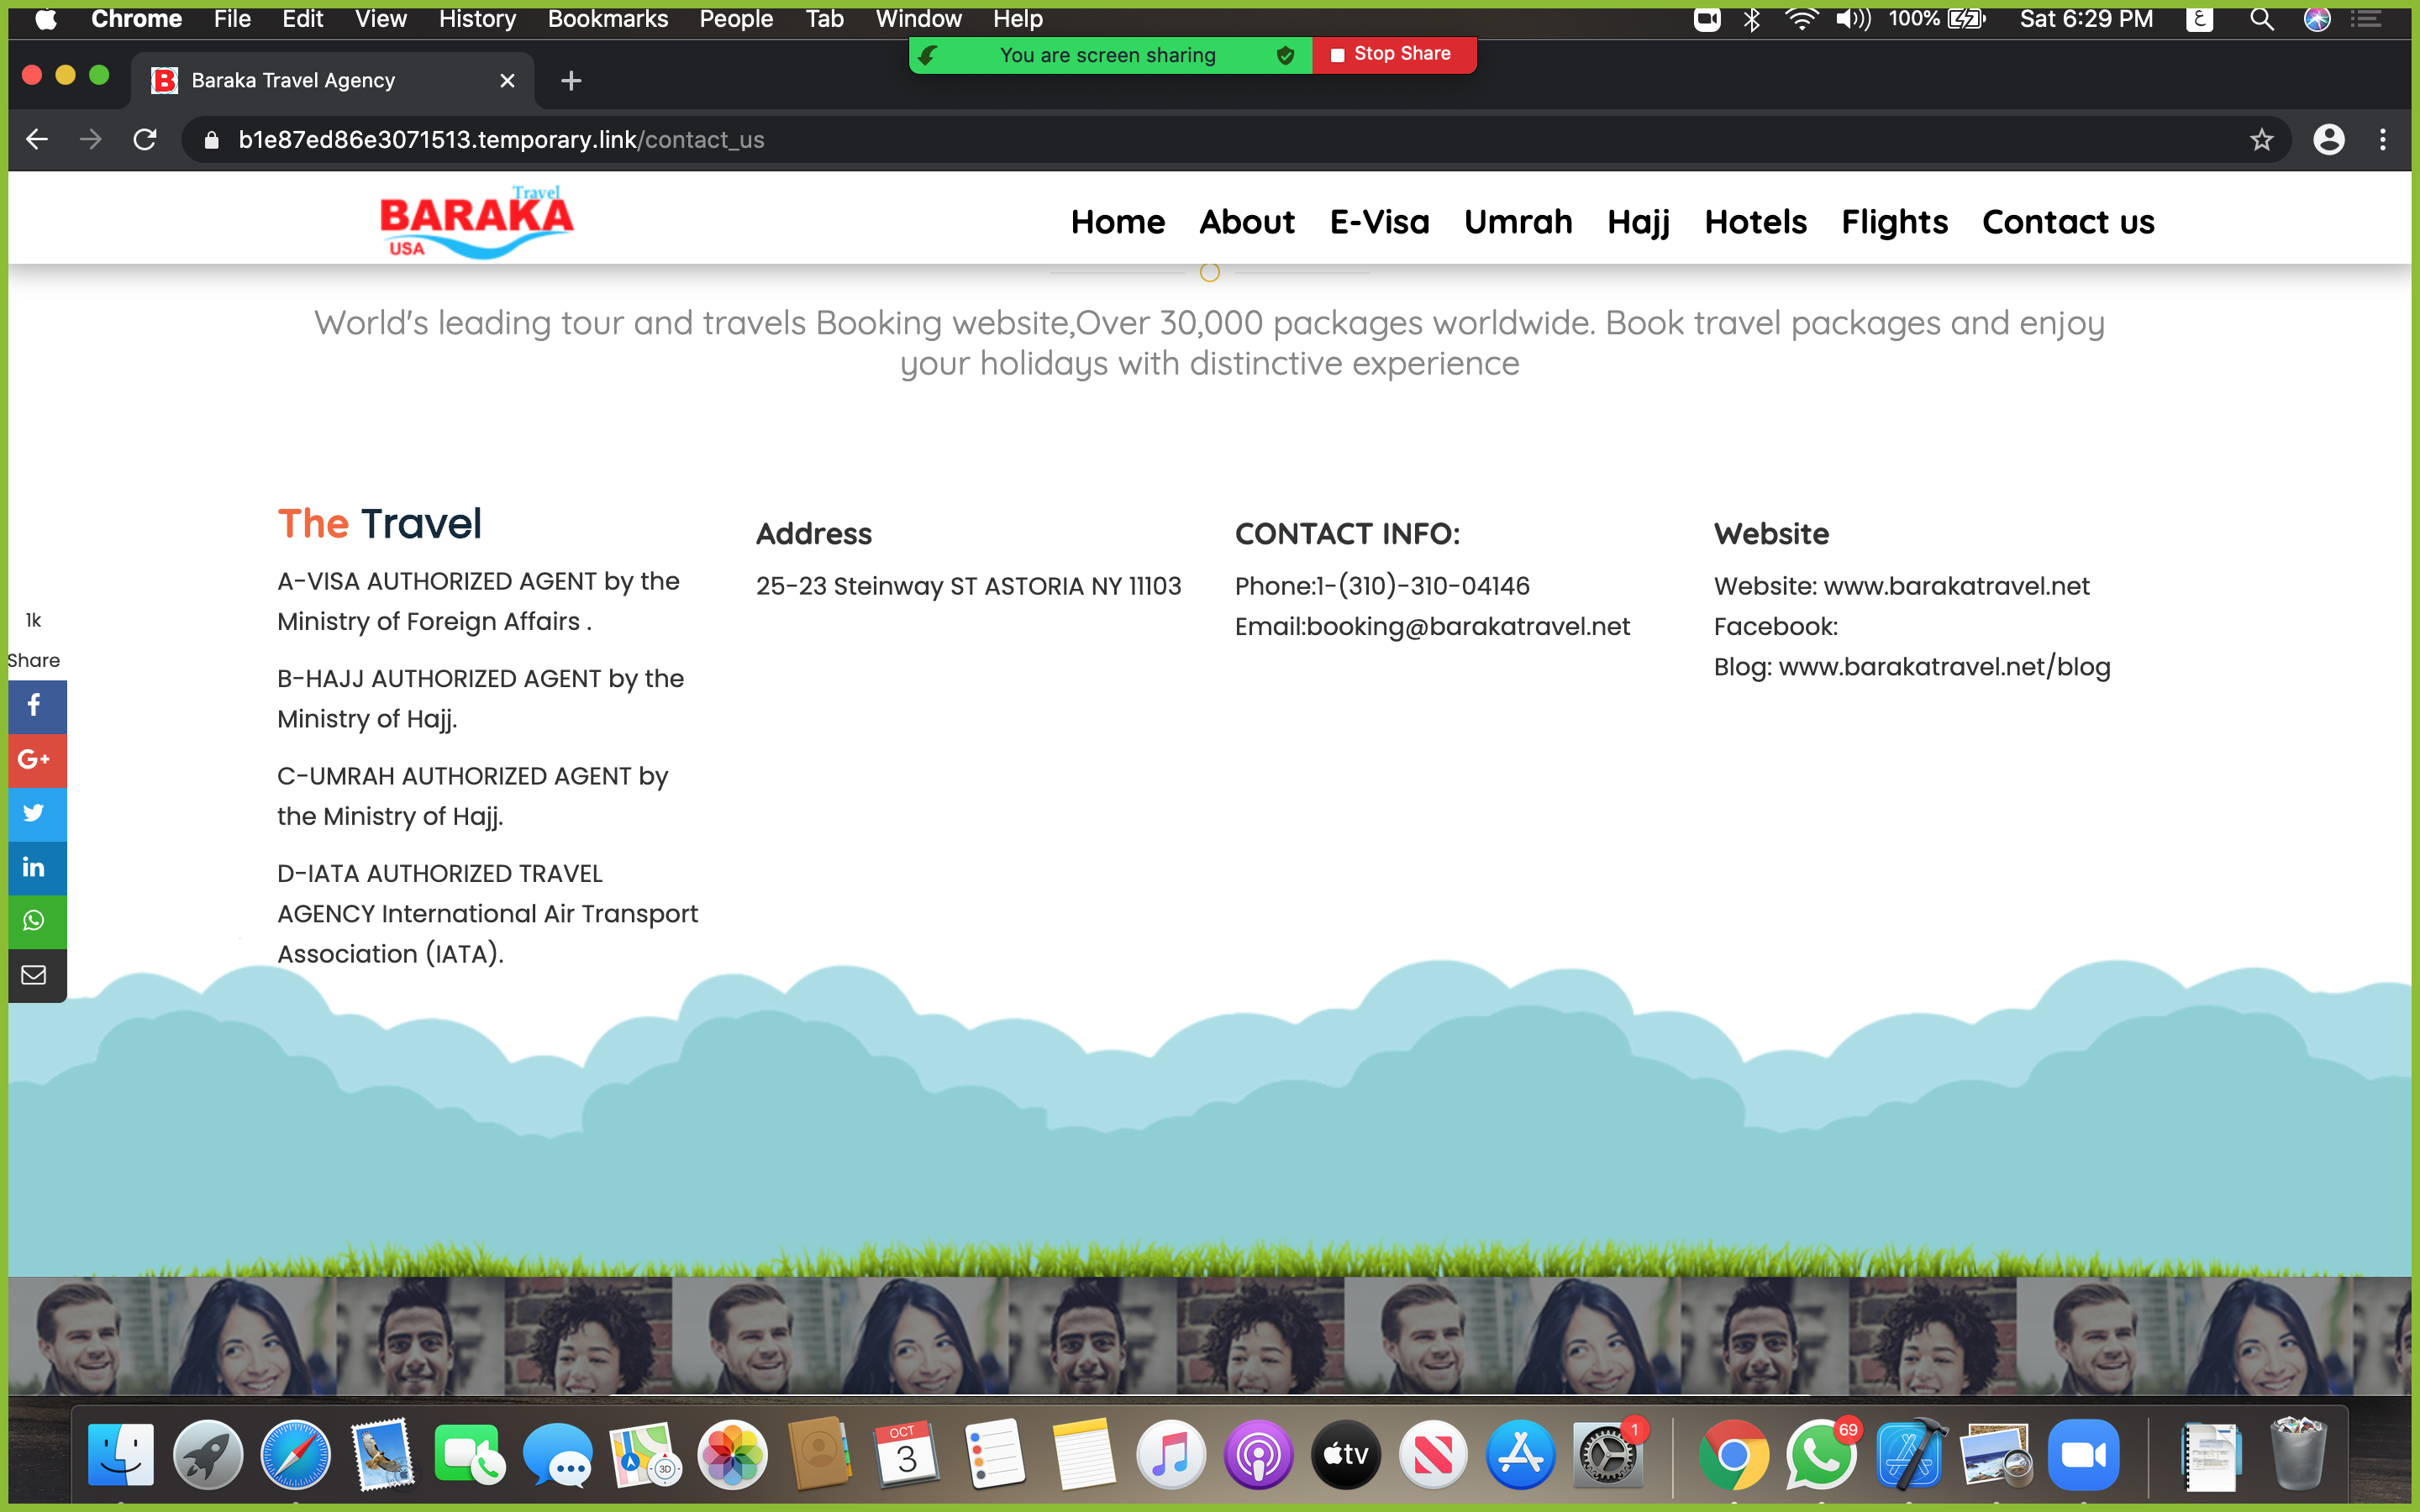 Chrome File Edit View History Bookmarks People Tab Window Help 100% Sat 6:29 PM ع
You are screen sharing Stop Share
B Baraka Travel Agency
b1e87ed86e3071513.temporary.link/contact_us
Travel
BARAKA
USA
Home About E-Visa Umrah Hajj Hotels Flights Contact us
World's leading tour and travels Booking website,Over 30,000 packages worldwide. Book travel packages and enjoy
your holidays with distinctive experience
The Travel
A-VISA AUTHORIZED AGENT by the
Ministry of Foreign Affairs .
B-HAJJ AUTHORIZED AGENT by the
Ministry of Hajj.
C-UMRAH AUTHORIZED AGENT by
the Ministry of Hajj.
D-IATA AUTHORIZED TRAVEL
AGENCY International Air Transport
Association (IATA).
Address
25-23 Steinway ST ASTORIA NY 11103
CONTACT INFO:
Phone:1-(310)-310-04146
Email:booking@barakatravel.net
Website
Website: www.barakatravel.net
Facebook:
Blog: www.barakatravel.net/blog
1k
Share
f
G+
in
3D
OCT
3
tv
1
69